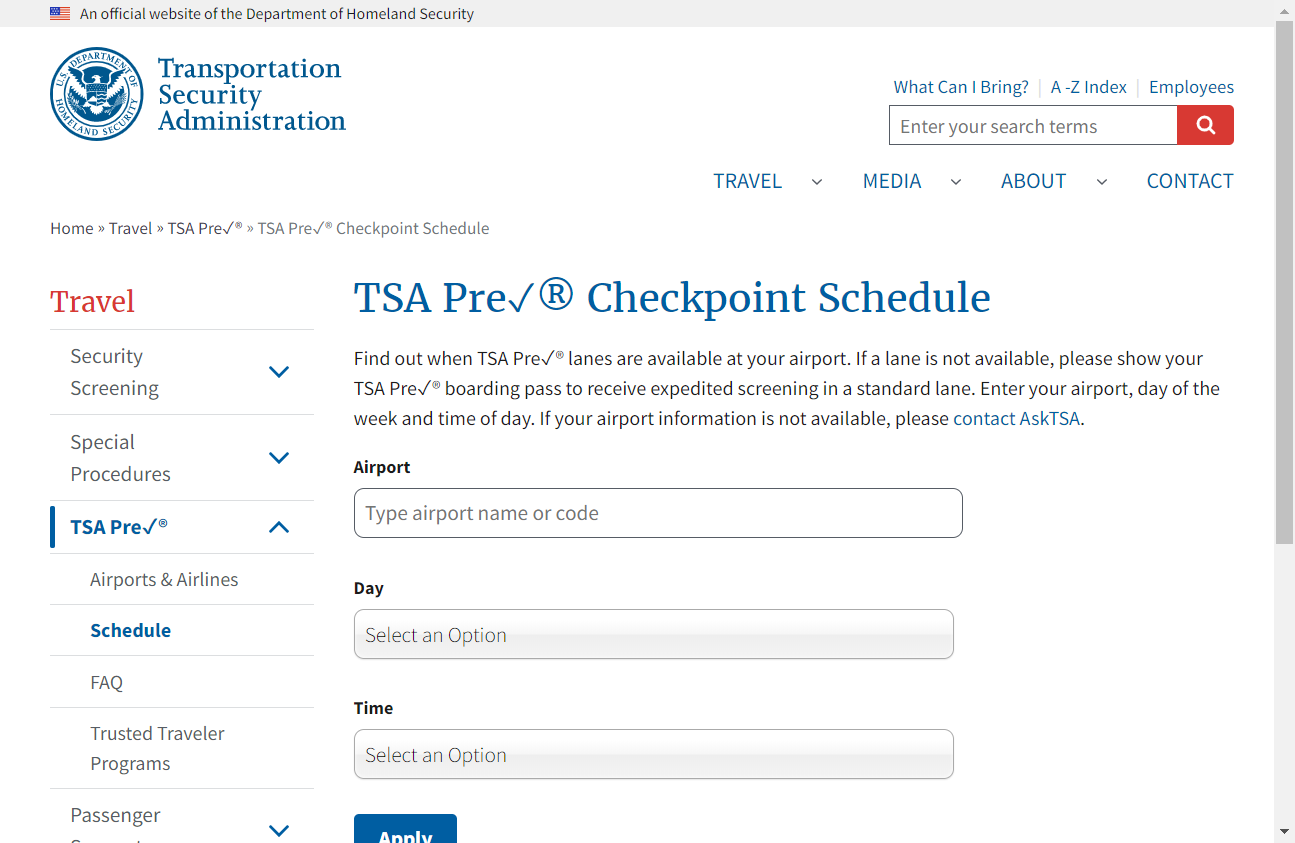 An official website of the Department of Homeland Security
U.S. DEPARTMENT OF HOMELAND SECURITY
Transportation
Security
Administration
What Can I Bring?
A -Z Index
Employees
Enter your search terms
TRAVEL
MEDIA
ABOUT
CONTACT
Home » Travel » TSA Pre✓® » TSA Pre✓® Checkpoint Schedule
Travel
Security
Screening
Special
Procedures
TSA Pre✓®
Airports & Airlines
Schedule
FAQ
Trusted Traveler
Programs
Passenger
TSA Pre✓® Checkpoint Schedule
Find out when TSA Pre✓® lanes are available at your airport. If a lane is not available, please show your
TSA Pre✓® boarding pass to receive expedited screening in a standard lane. Enter your airport, day of the
week and time of day. If your airport information is not available, please contact AskTSA.
Airport
Type airport name or code
Day
Select an Option
Time
Select an Option
Apply